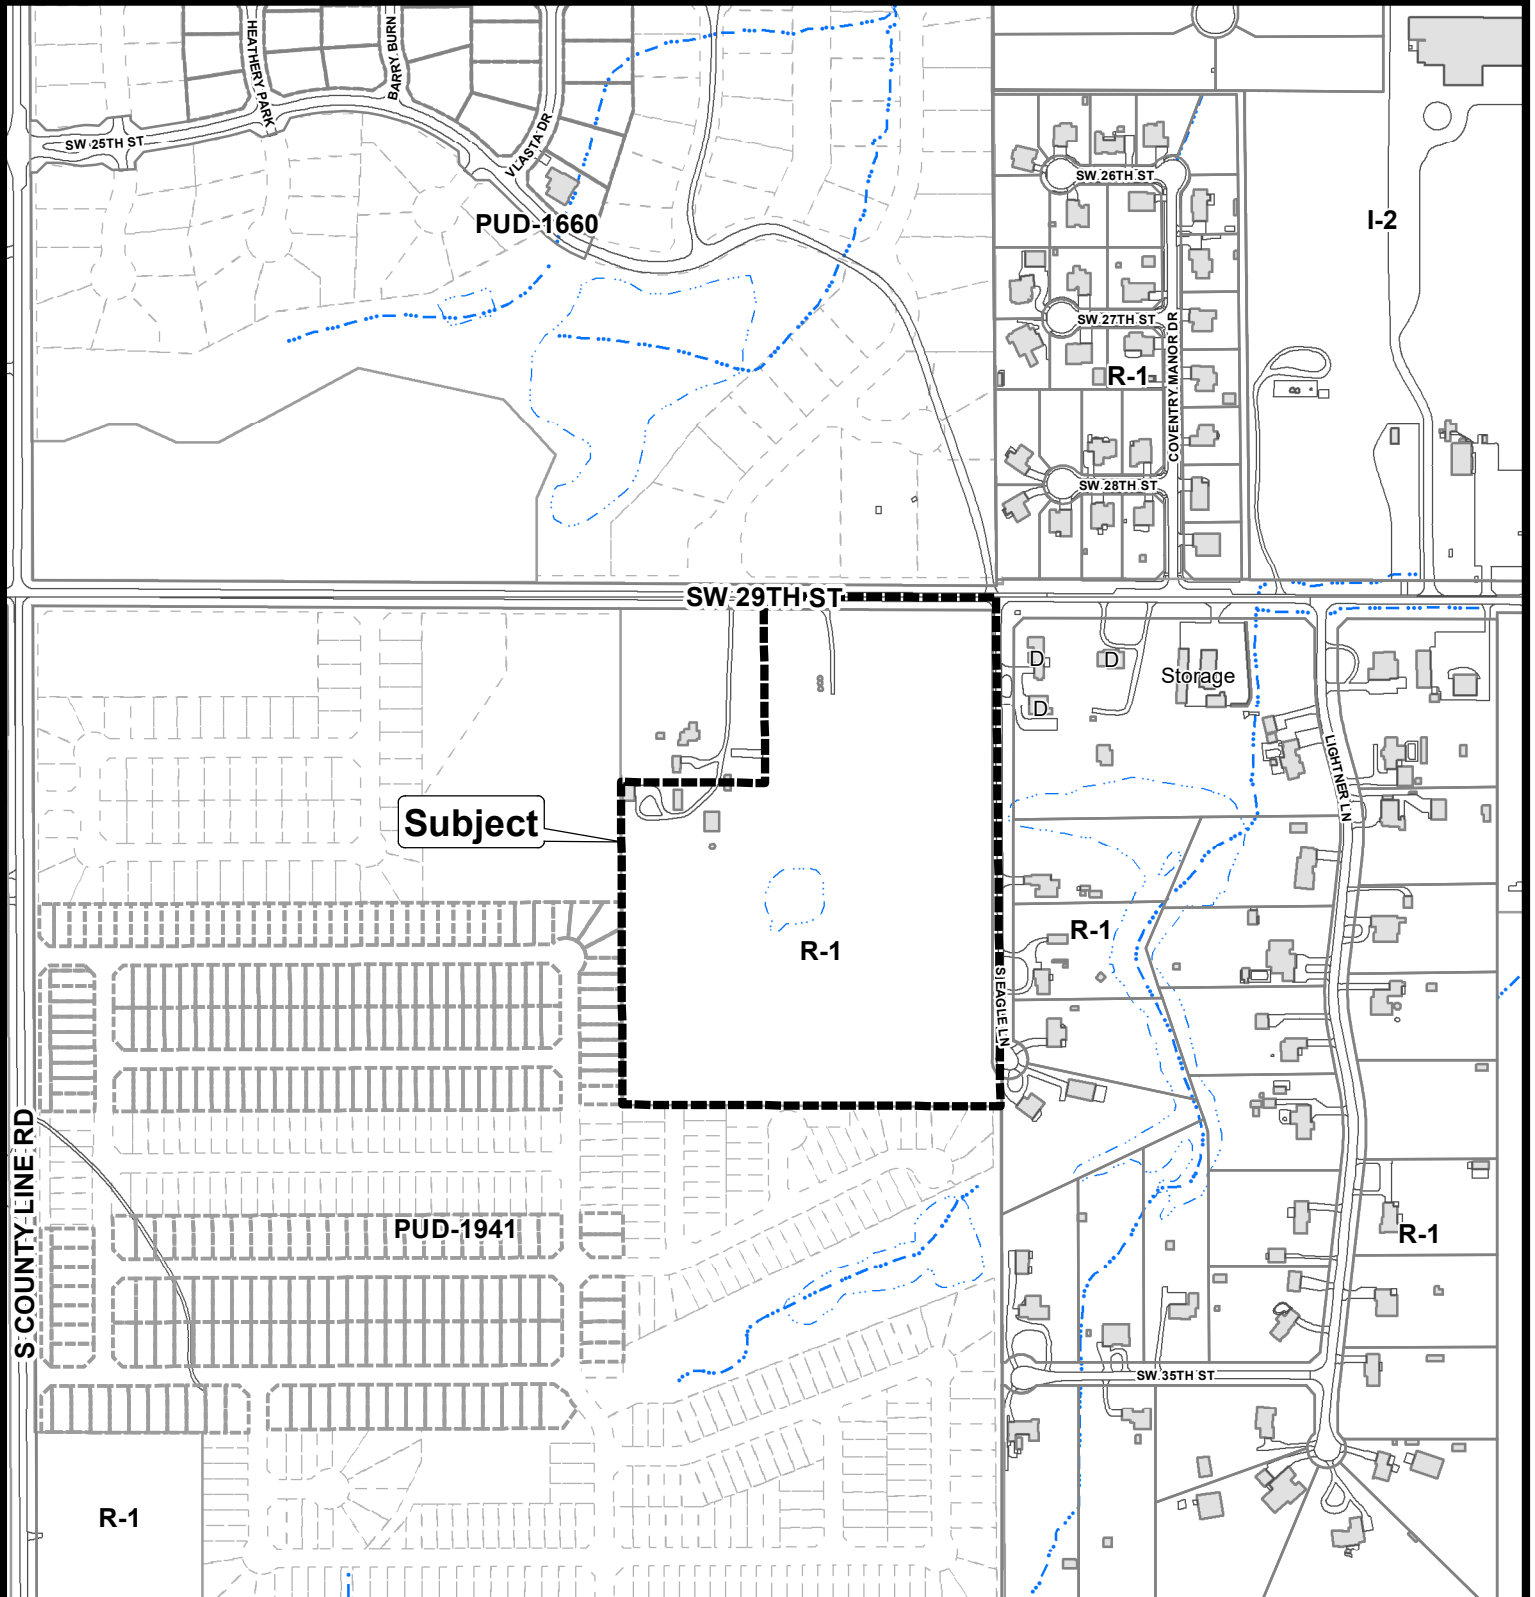 HEATHERY PARK
BARRY BURN
SW 25TH ST
VLASTA DR
PUD-1660
SW 26TH ST
I-2
SW 27TH ST
COVENTRY MANOR DR
R-1
SW 28TH ST
SW 29TH ST
D
D
Storage
D
LIGHTNER LN
Subject
R-1
R-1
S EAGLE LN
S COUNTY LINE RD
PUD-1941
R-1
SW 35TH ST
R-1